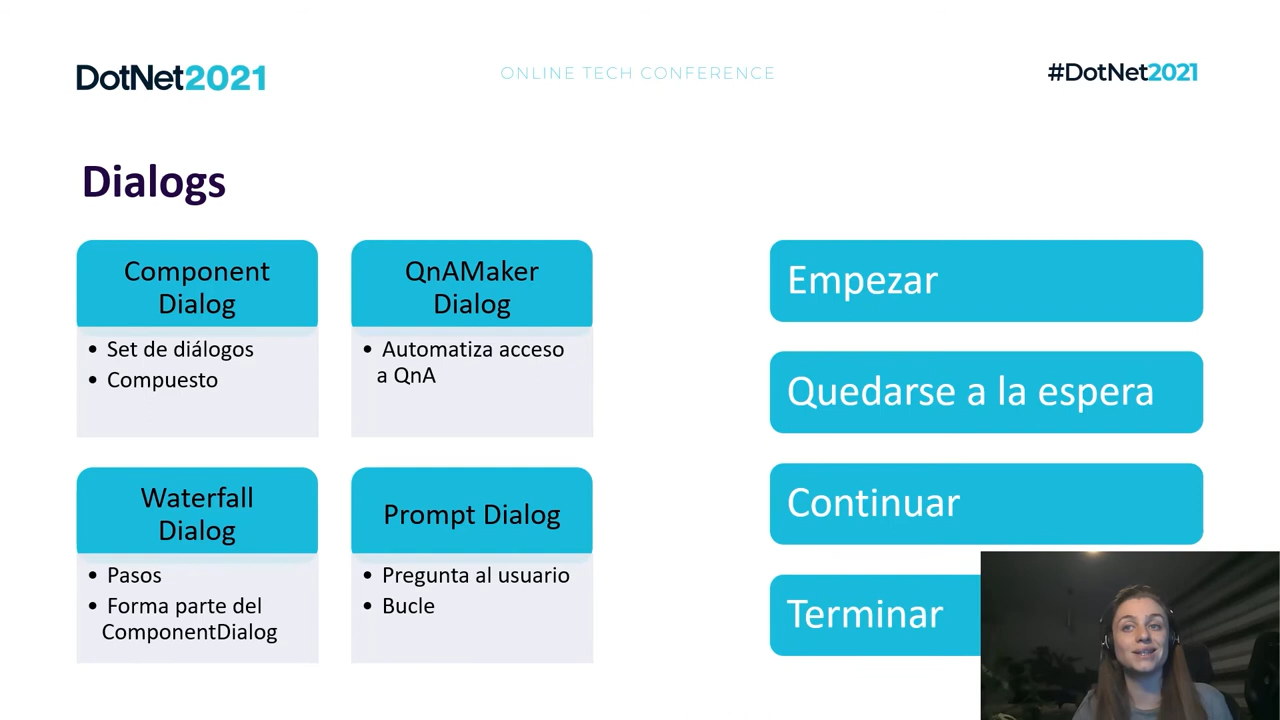 DotNet2021
ONLINE TECH CONFERENCE
#DotNet2021
Dialogs
Component
Dialog
• Set de diálogos
• Compuesto
QnAMaker
Dialog
• Automatiza acceso
a QnA
Waterfall
Dialog
• Pasos
• Forma parte del
ComponentDialog
Prompt Dialog
• Pregunta al usuario
• Bucle
Empezar
Quedarse a la espera
Continuar
Terminar